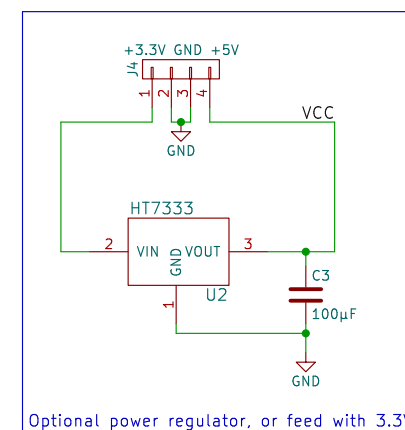 +3.3V GND +5V
J4
1
2
3
4
VCC
GND
HT7333
2
VIN
GND
VOUT
3
1
U2
C3
100µF
GND
Optional power regulator, or feed with 3.3V